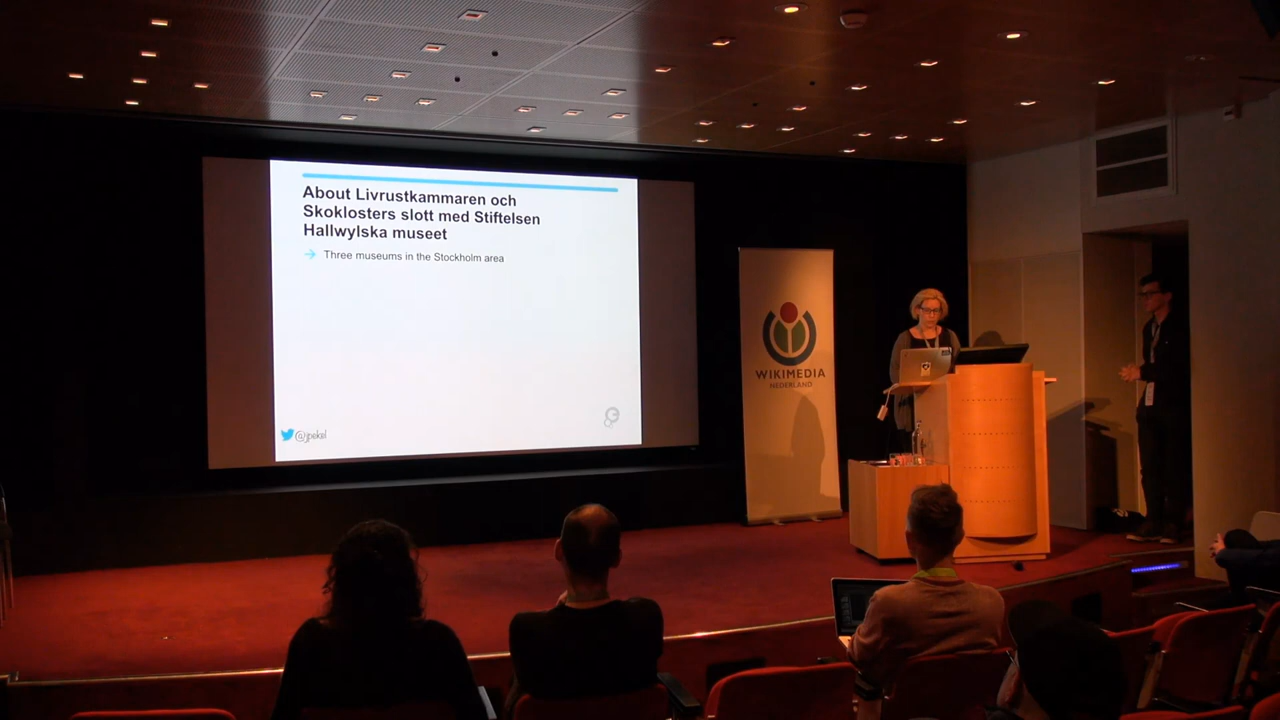 About Livrustkammaren och
Skoklosters slott med Stiftelsen
Hallwylska museet
Three museums in the Stockholm area
@jpekel
WIKIMEDIA
NEDERLAND